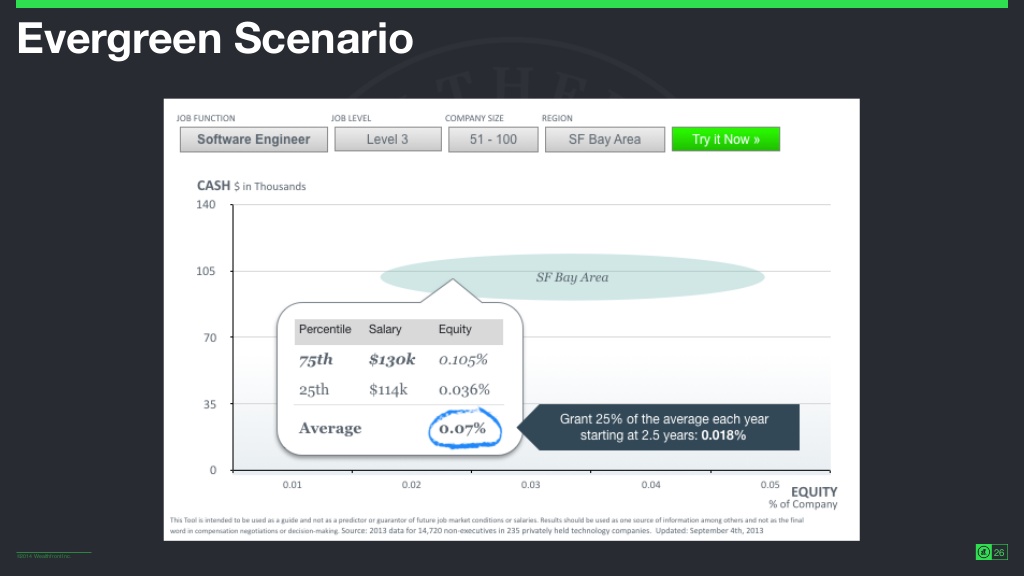 Evergreen Scenario
JOB FUNCTION JOB LEVEL COMPANY SIZE REGION
Software Engineer Level 3 51 - 100 SF Bay Area Try it Now »
CASH $ in Thousands
140
105
70
35
0
SF Bay Area
Percentile Salary Equity
75th $130k 0.105%
25th $114k 0.036%
Average 0.07%
Grant 25% of the average each year
starting at 2.5 years: 0.018%
0.01 0.02 0.03 0.04 0.05
EQUITY
% of Company
This Tool is intended to be used as a guide and not as a predictor or guarantor of future job market conditions or salaries. Results should be used as one source of information among others and not as the final
word in compensation negotiations or decision-making. Source: 2013 data for 14,720 non-executives in 235 privately held technology companies. Updated: September 4th, 2013
26